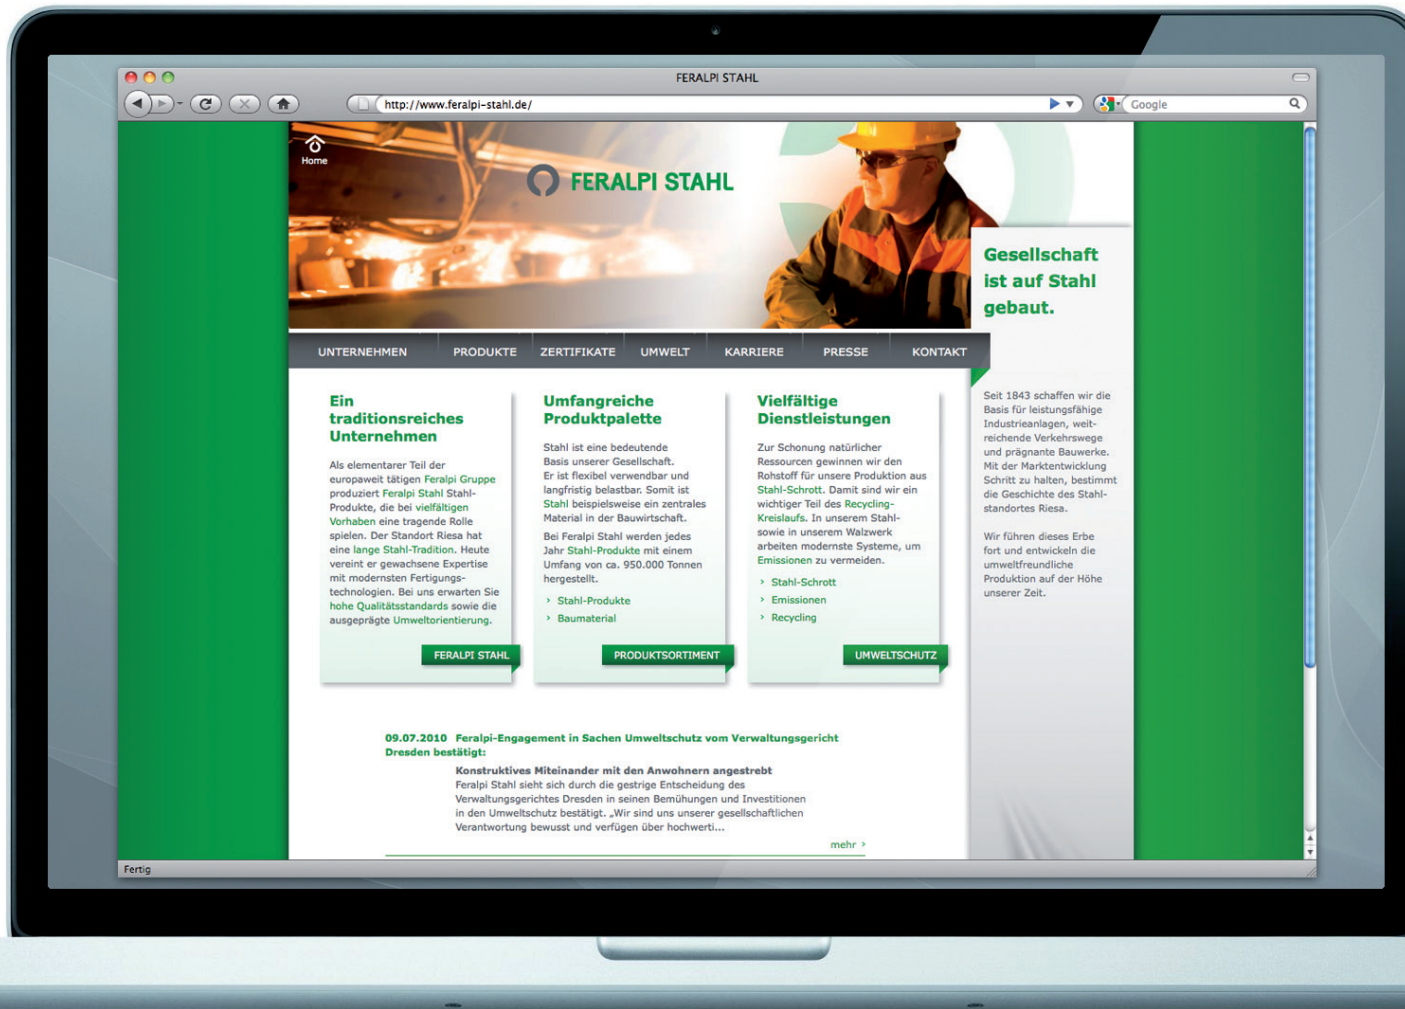 FERALPI STAHL
http://www.feralpi-stahl.de/
Google
Home
FERALPI STAHL
Gesellschaft
ist auf Stahl
gebaut.
UNTERNEHMEN PRODUKTE ZERTIFIKATE UMWELT KARRIERE PRESSE KONTAKT
Ein
traditionsreiches
Unternehmen
Als elementarer Teil der
europaweit tätigen Feralpi Gruppe
produziert Feralpi Stahl Stahl-
Produkte, die bei vielfältigen
Vorhaben eine tragende Rolle
spielen. Der Standort Riesa hat
eine lange Stahl-Tradition. Heute
vereint er gewachsene Expertise
mit modernsten Fertigungs-
technologien. Bei uns erwarten Sie
hohe Qualitätsstandards sowie die
ausgeprägte Umweltorientierung.
FERALPI STAHL
Umfangreiche
Produktpalette
Stahl ist eine bedeutende
Basis unserer Gesellschaft.
Er ist flexibel verwendbar und
langfristig belastbar. Somit ist
Stahl beispielsweise ein zentrales
Material in der Bauwirtschaft.
Bei Feralpi Stahl werden jedes
Jahr Stahl-Produkte mit einem
Umfang von ca. 950.000 Tonnen
hergestellt.
› Stahl-Produkte
› Baumaterial
PRODUKTSORTIMENT
Vielfältige
Dienstleistungen
Zur Schonung natürlicher
Ressourcen gewinnen wir den
Rohstoff für unsere Produktion aus
Stahl-Schrott. Damit sind wir ein
wichtiger Teil des Recycling-
Kreislaufs. In unserem Stahl-
sowie in unserem Walzwerk
arbeiten modernste Systeme, um
Emissionen zu vermeiden.
› Stahl-Schrott
› Emissionen
› Recycling
UMWELTSCHUTZ
Seit 1843 schaffen wir die
Basis für leistungsfähige
Industrieanlagen, weit-
reichende Verkehrswege
und prägnante Bauwerke.
Mit der Marktentwicklung
Schritt zu halten, bestimmt
die Geschichte des Stahl-
standortes Riesa.
Wir führen dieses Erbe
fort und entwickeln die
umweltfreundliche
Produktion auf der Höhe
unserer Zeit.
09.07.2010 Feralpi-Engagement in Sachen Umweltschutz vom Verwaltungsgericht
Dresden bestätigt:
Konstruktives Miteinander mit den Anwohnern angestrebt
Feralpi Stahl sieht sich durch die gestrige Entscheidung des
Verwaltungsgerichtes Dresden in seinen Bemühungen und Investitionen
in den Umweltschutz bestätigt. „Wir sind uns unserer gesellschaftlichen
Verantwortung bewusst und verfügen über hochwerti...
mehr ›
Fertig